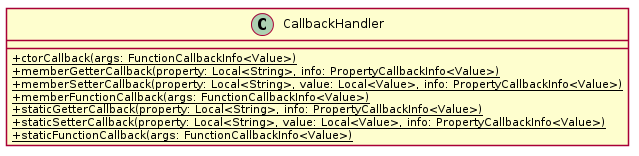 C CallbackHandler
+ctorCallback(args: FunctionCallbackInfo<Value>)
+memberGetterCallback(property: Local<String>, info: PropertyCallbackInfo<Value>)
+memberSetterCallback(property: Local<String>, value: Local<Value>, info: PropertyCallbackInfo<Value>)
+memberFunctionCallback(args: FunctionCallbackInfo<Value>)
+staticGetterCallback(property: Local<String>, info: PropertyCallbackInfo<Value>)
+staticSetterCallback(property: Local<String>, value: Local<Value>, info: PropertyCallbackInfo<Value>)
+staticFunctionCallback(args: FunctionCallbackInfo<Value>)